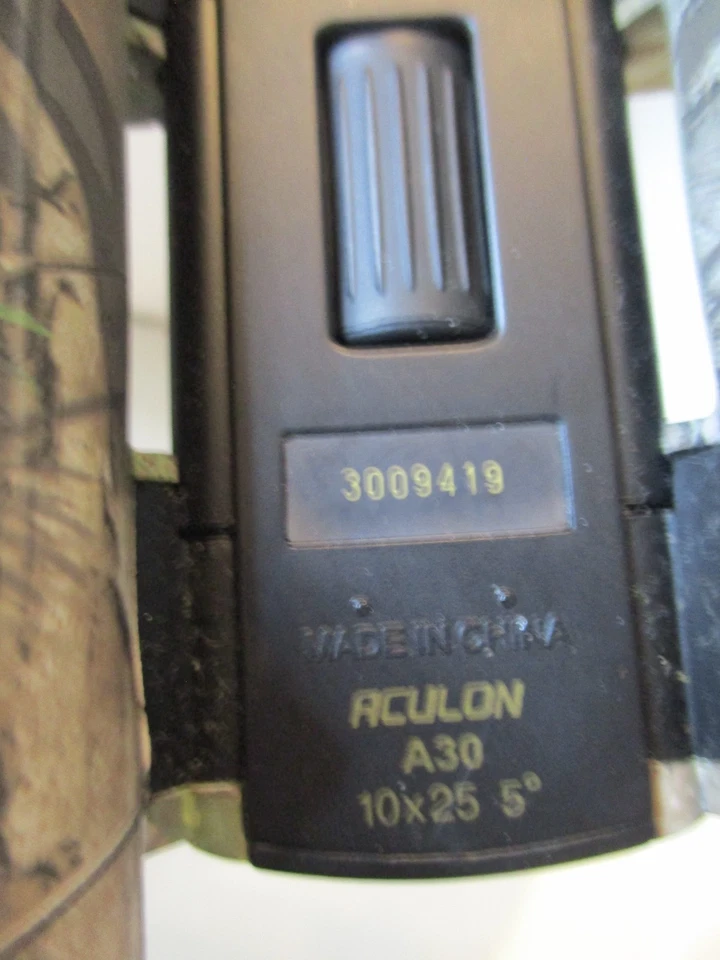 3009419
MADE IN CHINA
ACULON
A30
10x25 5°